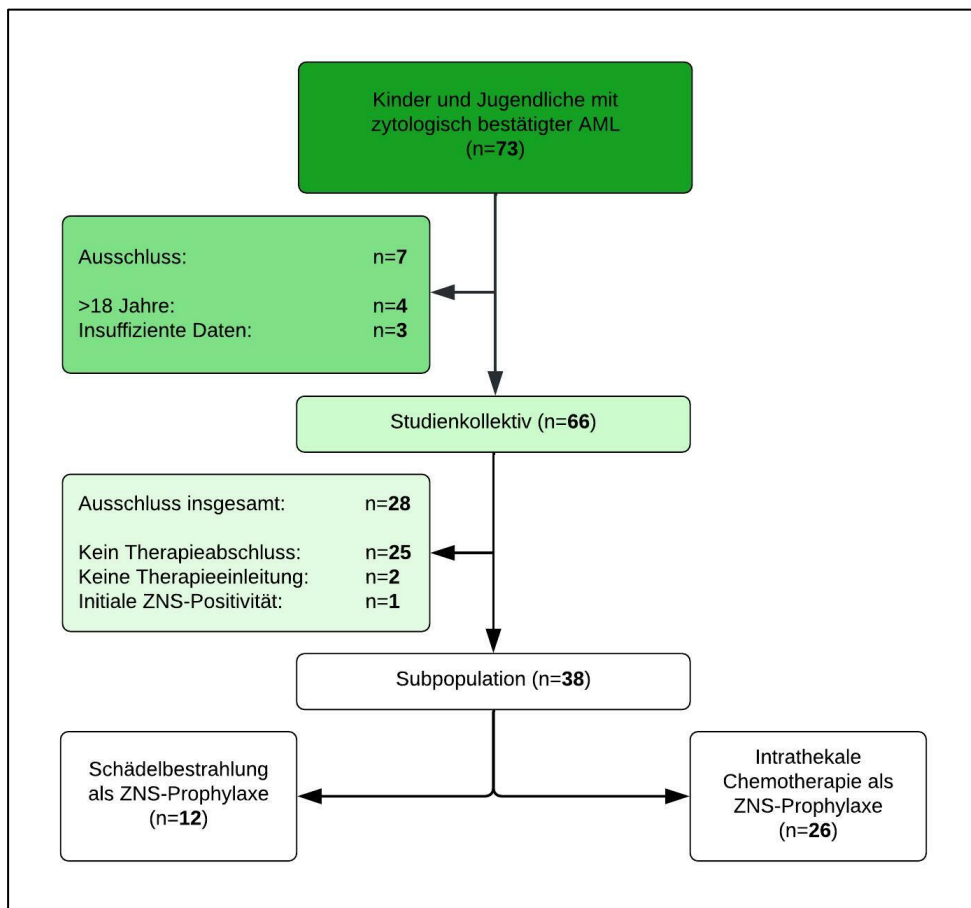 Kinder und Jugendliche mit
zytologisch bestätigter AML
(n=73)
Ausschluss: n=7
>18 Jahre: n=4
Insuffiziente Daten: n=3
Studienkollektiv (n=66)
Ausschluss insgesamt: n=28
Kein Therapieabschluss: n=25
Keine Therapieeinleitung: n=2
Initiale ZNS-Positivität: n=1
Subpopulation (n=38)
Schädelbestrahlung
als ZNS-Prophylaxe
(n=12)
Intrathekale
Chemotherapie als
ZNS-Prophylaxe
(n=26)